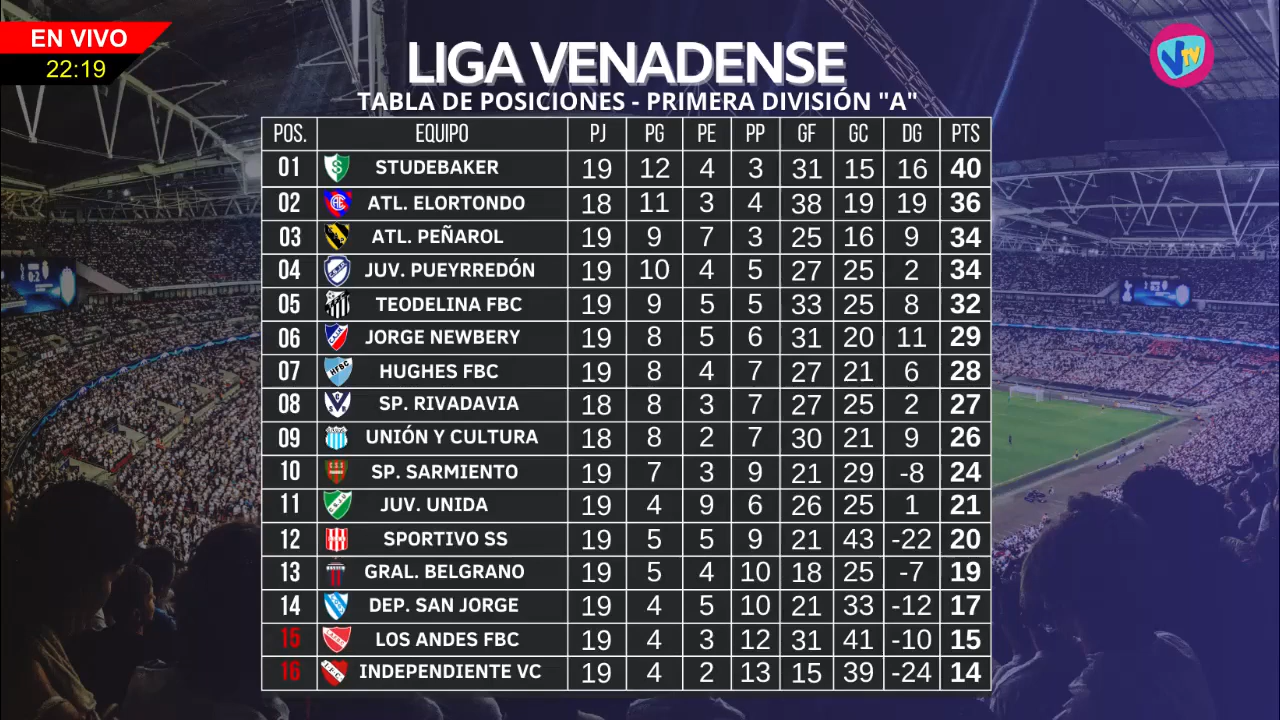 EN VIVO
22:19
LIGA VENADENSE
TABLA DE POSICIONES - PRIMERA DIVISIÓN "A"
POS. EQUIPO PJ PG PE PP GF GC DG PTS
01 STUDEBAKER 19 12 4 3 31 15 16 40
02 ATL. ELORTONDO 18 11 3 4 38 19 19 36
03 ATL. PEÑAROL 19 9 7 3 25 16 9 34
04 JUV. PUEYRREDÓN 19 10 4 5 27 25 2 34
05 TEODELINA FBC 19 9 5 5 33 25 8 32
06 JORGE NEWBERY 19 8 5 6 31 20 11 29
07 HUGHES FBC 19 8 4 7 27 21 6 28
08 SP. RIVADAVIA 18 8 3 7 27 25 2 27
09 UNIÓN Y CULTURA 18 8 2 7 30 21 9 26
10 SP. SARMIENTO 19 7 3 9 21 29 -8 24
11 JUV. UNIDA 19 4 9 6 26 25 1 21
12 SPORTIVO SS 19 5 5 9 21 43 -22 20
13 GRAL. BELGRANO 19 5 4 10 18 25 -7 19
14 DEP. SAN JORGE 19 4 5 10 21 33 -12 17
15 LOS ANDES FBC 19 4 3 12 31 41 -10 15
16 INDEPENDIENTE VC 19 4 2 13 15 39 -24 14